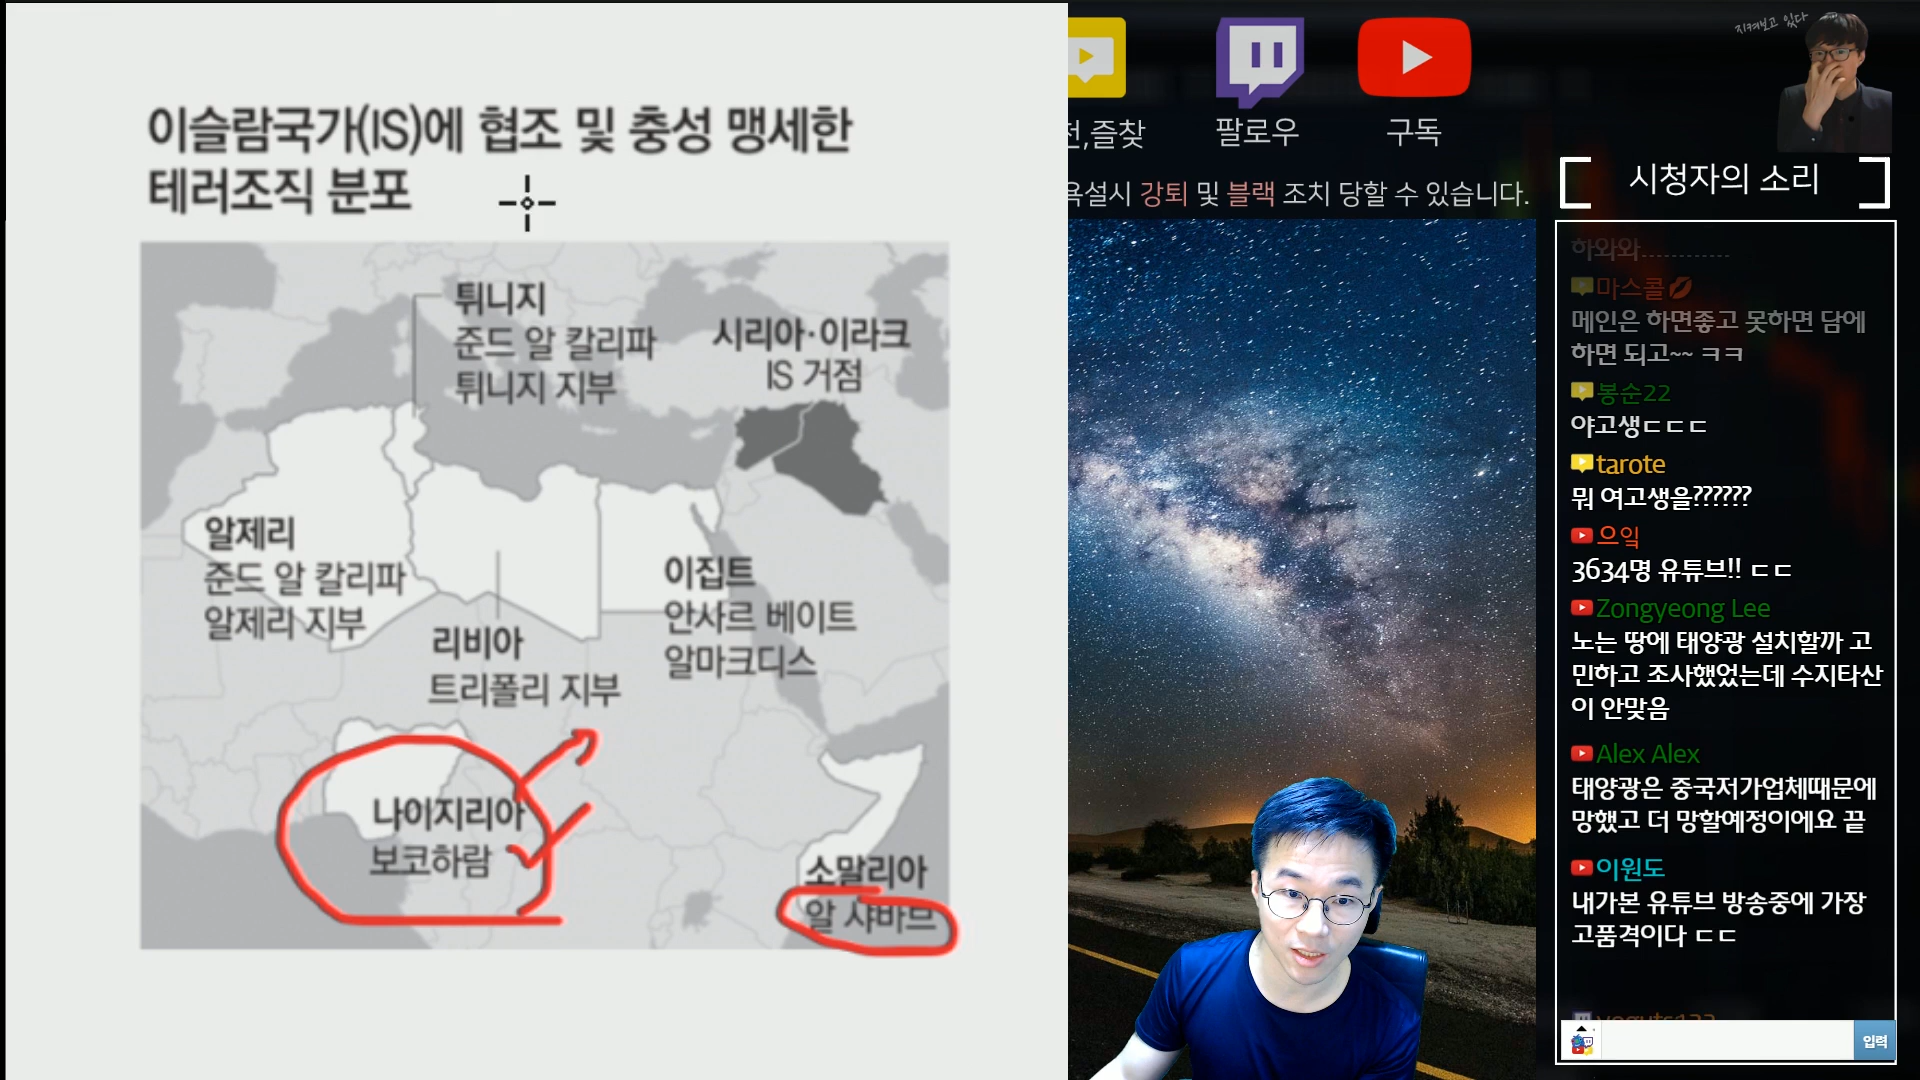 이슬람국가(IS)에 협조 및 충성 맹세한
테러조직 분포
튀니지
준드 알 칼리파
튀니지 지부
시리아·이라크
IS 거점
알제리
준드 알 칼리파
알제리 지부
리비아
트리폴리 지부
이집트
안사르 베이트
알마크디스
나이지리아
보코하람
소말리아
알 샤바브
천,즐찾
팔로우
구독
욕설시 강퇴 및 블랙 조치 당할 수 있습니다.
지켜보고 있다
시청자의 소리
하와와............
마스콜
메인은 하면좋고 못하면 담에
하면 되고~~ ㅋㅋ
봉순22
야고생ㄷㄷㄷ
tarote
뭐 여고생을??????
으잌
3634명 유튜브!! ㄷㄷ
Zongyeong Lee
노는 땅에 태양광 설치할까 고
민하고 조사했었는데 수지타산
이 안맞음
Alex Alex
태양광은 중국저가업체때문에
망했고 더 망할예정이에요 끝
이원도
내가본 유튜브 방송중에 가장
고품격이다 ㄷㄷ
입력